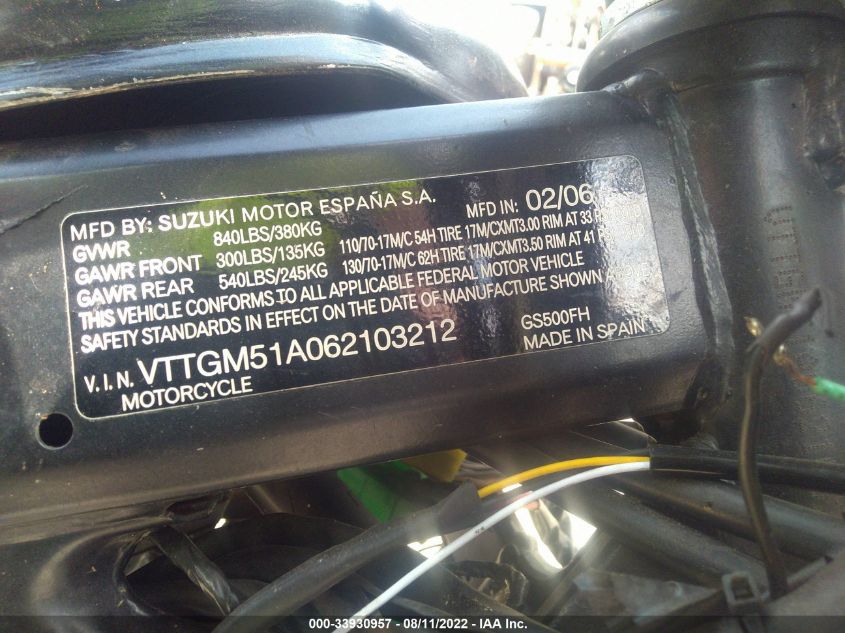 MFD BY: SUZUKI MOTOR ESPAÑA S.A. MFD IN: 02/06
GVWR 840LBS/380KG
GAWR FRONT 300LBS/135KG 110/70-17M/C 54H TIRE 17M/CXMT3.00 RIM AT 33
GAWR REAR 540LBS/245KG 130/70-17M/C 62H TIRE 17M/CXMT3.50 RIM AT 41
THIS VEHICLE CONFORMS TO ALL APPLICABLE FEDERAL MOTOR VEHICLE
SAFETY STANDARDS IN EFFECT ON THE DATE OF MANUFACTURE SHOWN ABOVE
V.I.N. VTTGM51A062103212 GS500FH
MOTORCYCLE MADE IN SPAIN
000-33930957 - 08/11/2022 - IAA Inc.